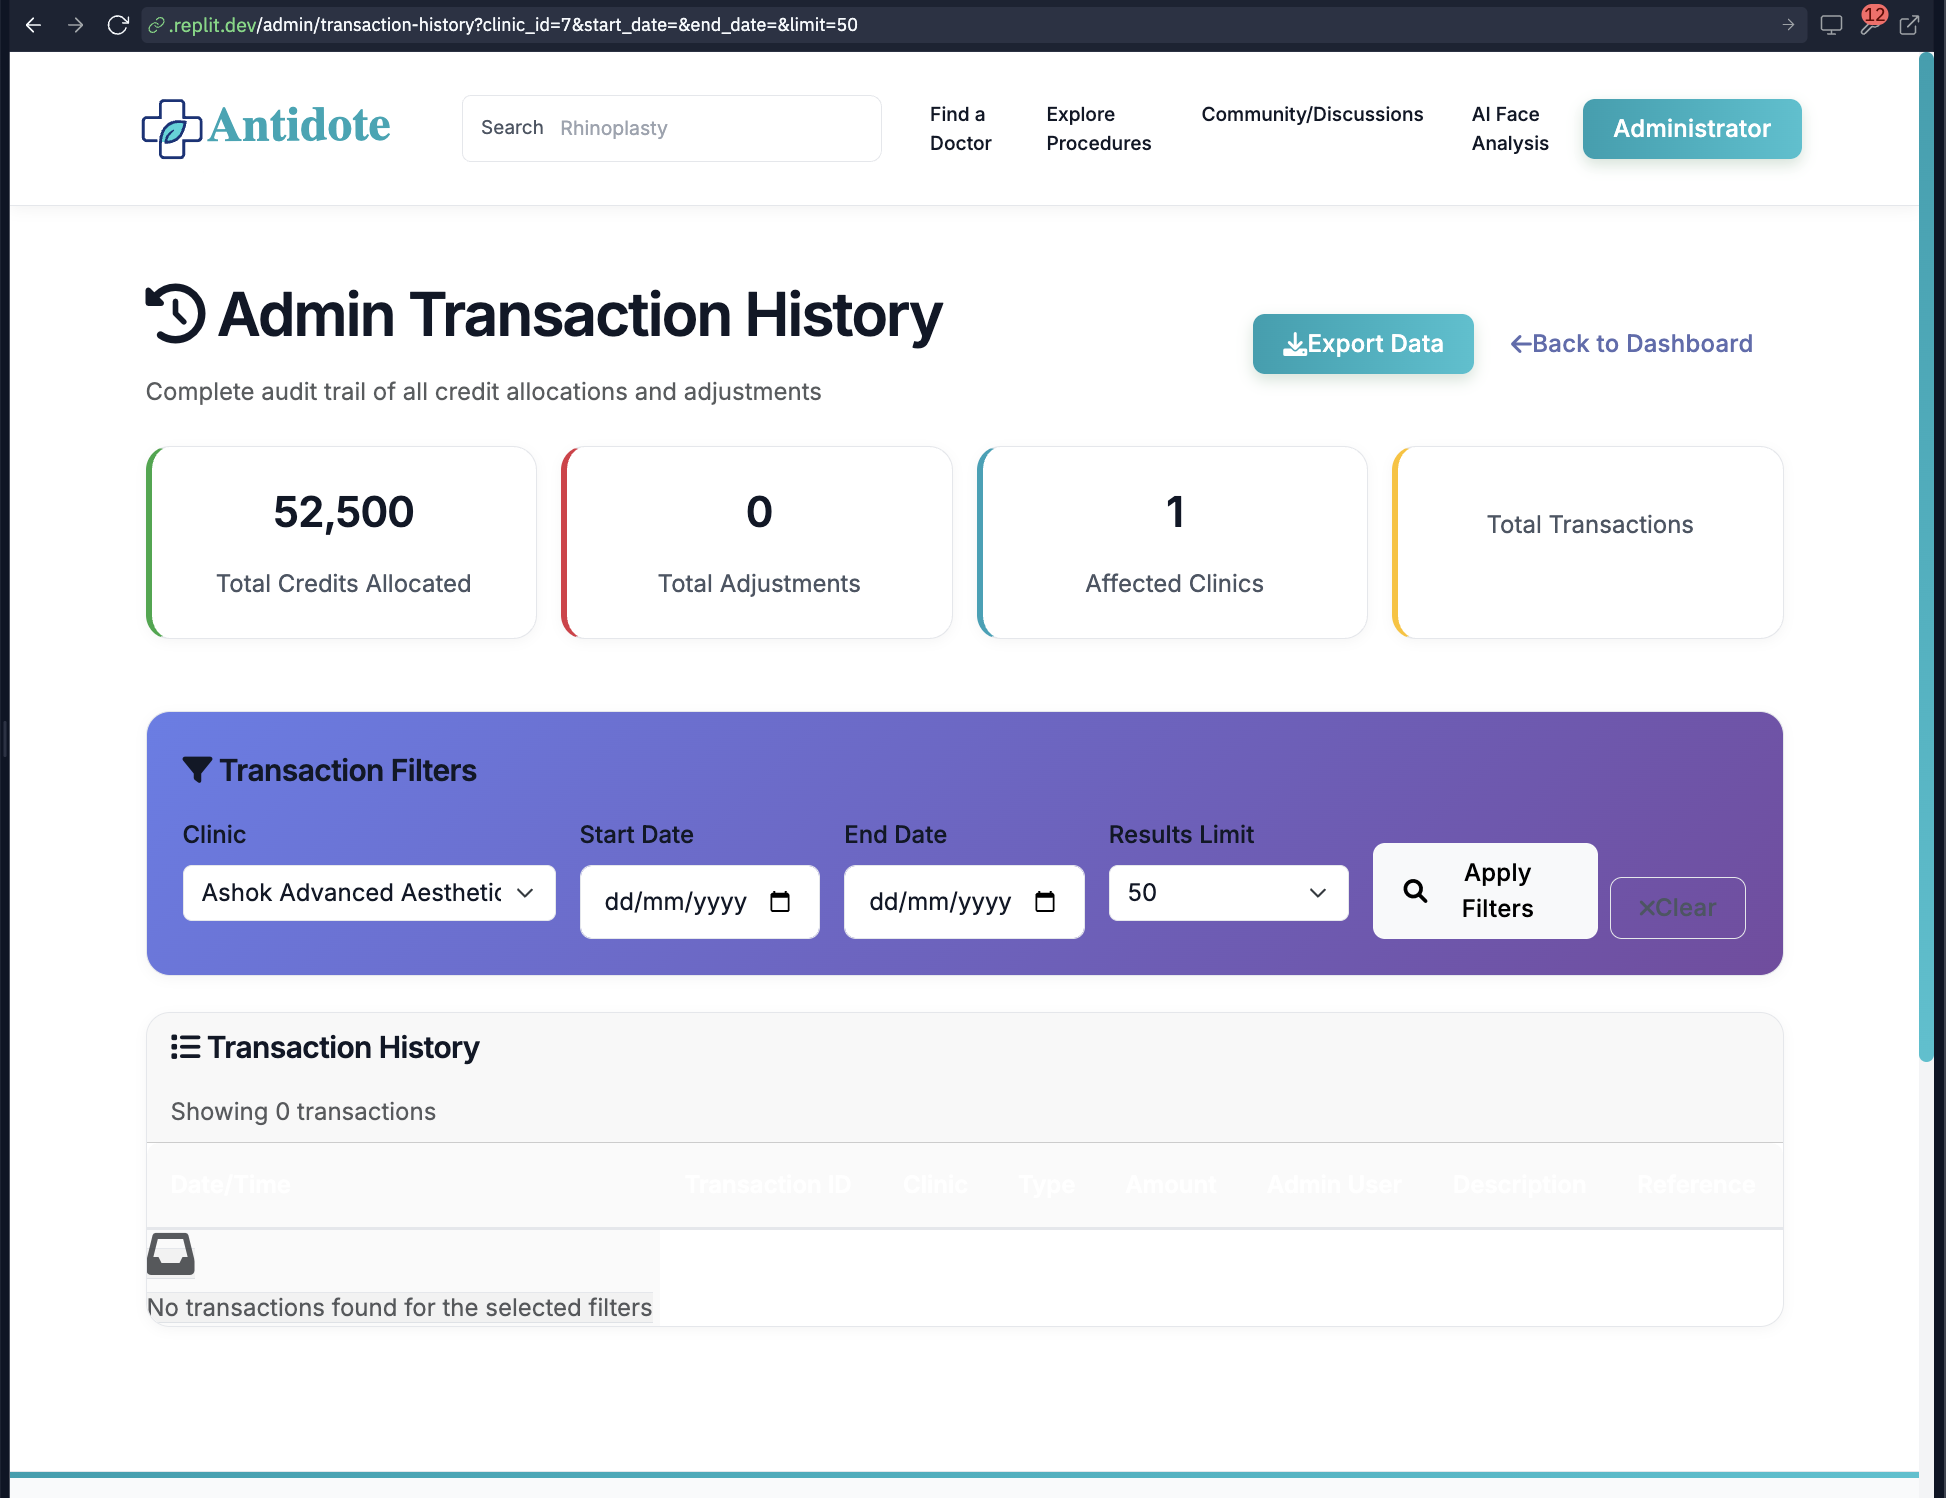 .replit.dev/admin/transaction-history?clinic_id=7&start_date=&end_date=&limit=50
12
Antidote
Search Rhinoplasty
Find a
Doctor
Explore
Procedures
Community/Discussions
AI Face
Analysis
Administrator
Admin Transaction History
Complete audit trail of all credit allocations and adjustments
Export Data
Back to Dashboard
52,500
Total Credits Allocated
0
Total Adjustments
1
Affected Clinics
Total Transactions
Transaction Filters
Clinic
Ashok Advanced Aesthetic
Start Date
dd/mm/yyyy
End Date
dd/mm/yyyy
Results Limit
50
Apply
Filters
Clear
Transaction History
Showing 0 transactions
Date/Time Transaction ID Clinic Type Amount Admin User Description Reference
No transactions found for the selected filters